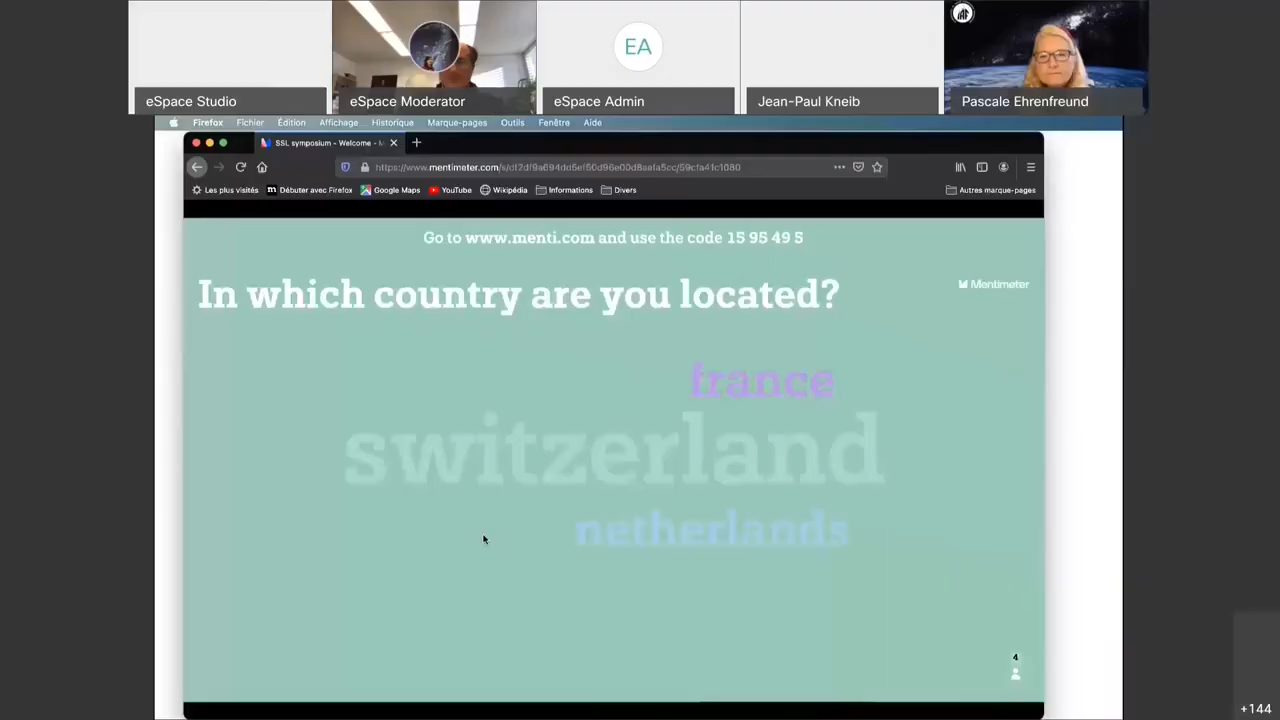 eSpace Studio
eSpace Moderator
EA
eSpace Admin
Jean-Paul Kneib
Pascale Ehrenfreund
Firefox Fichier Édition Affichage Historique Marque-pages Outils Fenêtre Aide
SSL symposium - Welcome - M
Les plus visités Débuter avec Firefox Google Maps YouTube Wikipédia Informations Divers Autres marque-pages
Go to www.menti.com and use the code 15 95 49 5
In which country are you located?
Mentimeter
france
switzerland
netherlands
4
+144